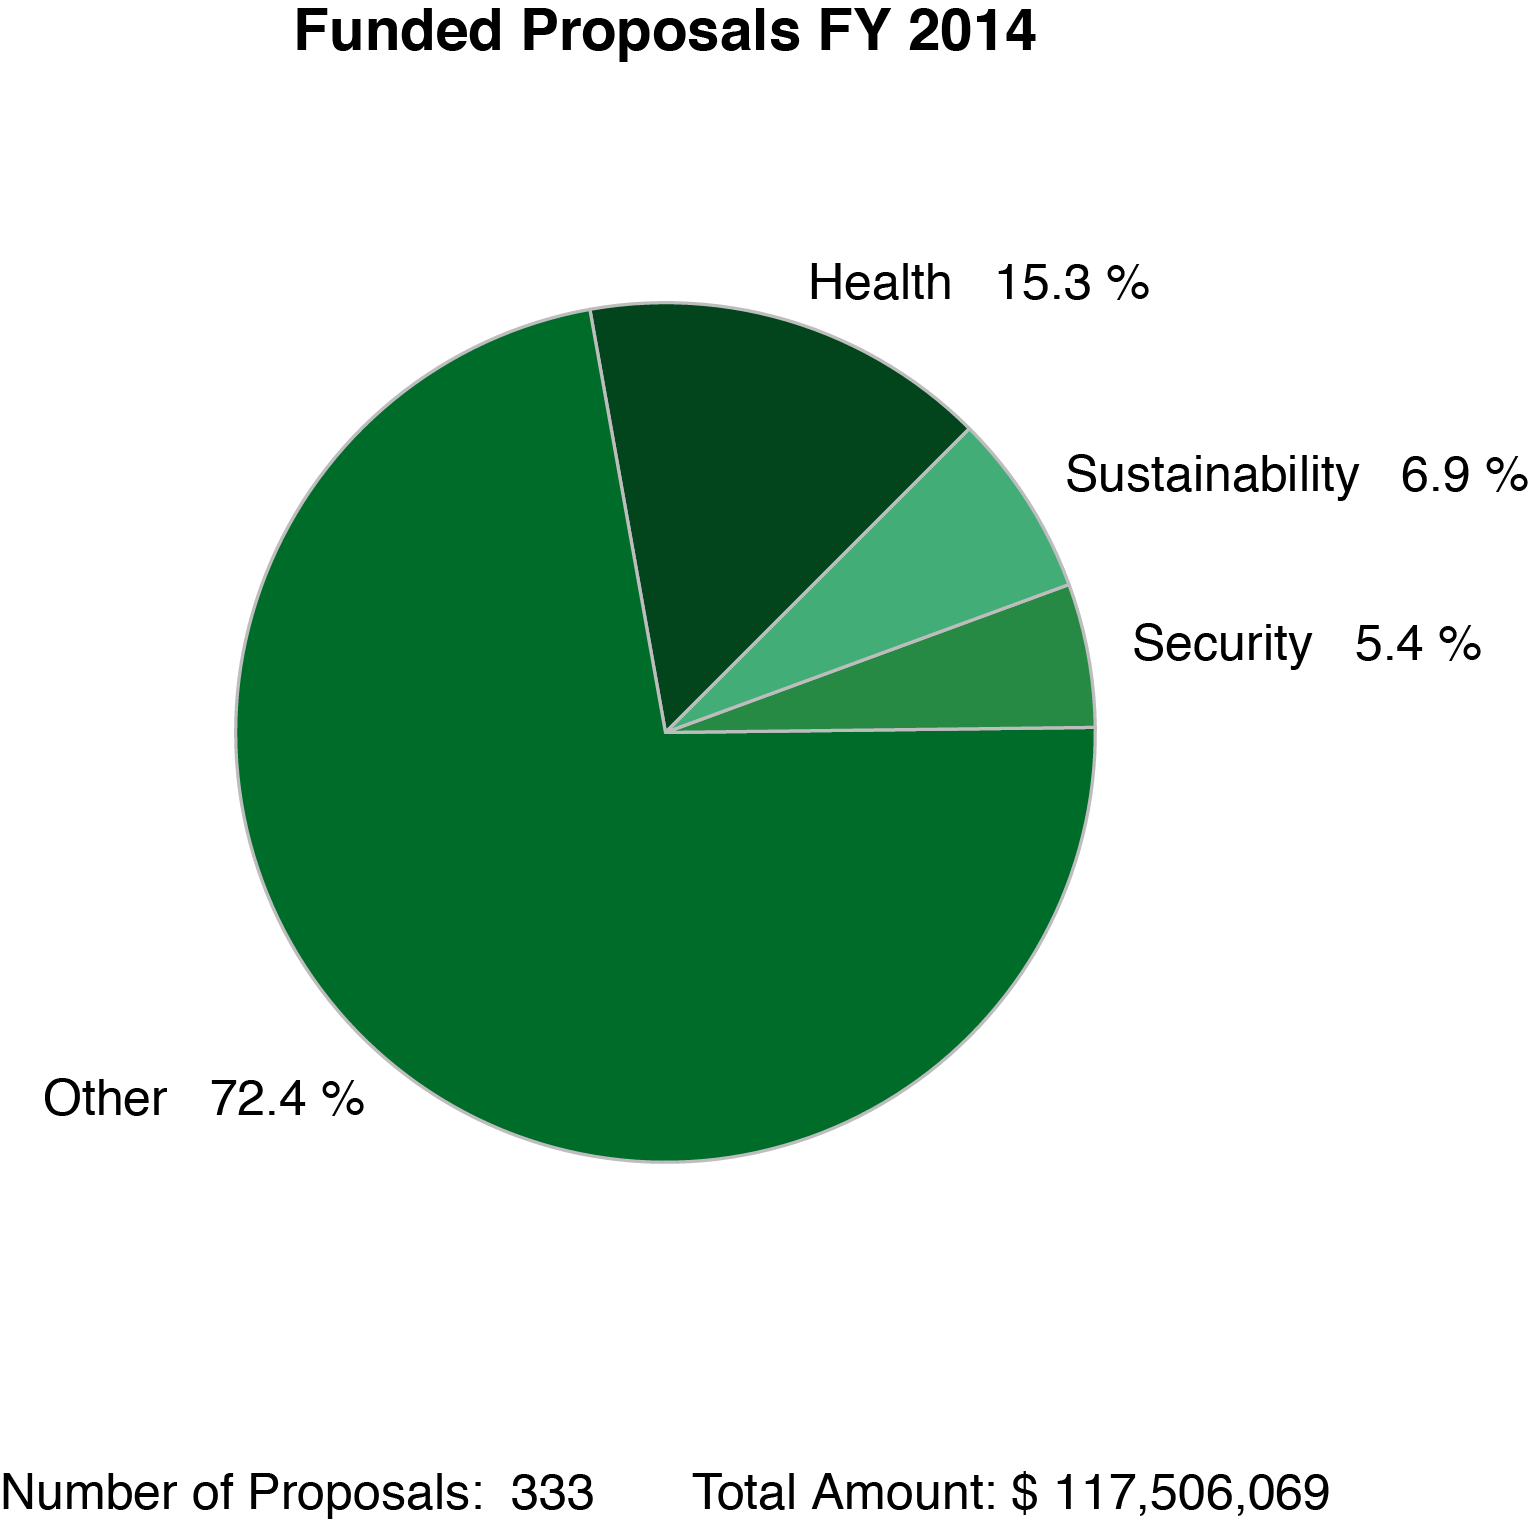 Funded Proposals FY 2014
Health 15.3 %
Sustainability 6.9 %
Security 5.4 %
Other 72.4 %
Number of Proposals: 333 Total Amount: $ 117,506,069